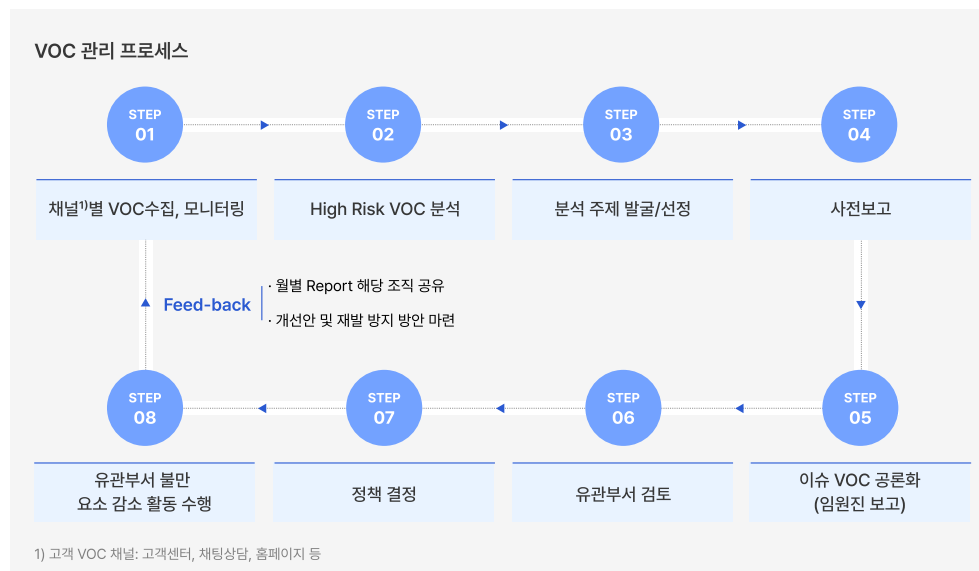 VOC 관리 프로세스
STEP
01
STEP
02
STEP
03
STEP
04
채널¹⁾별 VOC수집, 모니터링
High Risk VOC 분석
분석 주제 발굴/선정
사전보고
Feed-back
· 월별 Report 해당 조직 공유
· 개선안 및 재발 방지 방안 마련
STEP
08
STEP
07
STEP
06
STEP
05
유관부서 불만
요소 감소 활동 수행
정책 결정
유관부서 검토
이슈 VOC 공론화
(임원진 보고)
1) 고객 VOC 채널: 고객센터, 채팅상담, 홈페이지 등